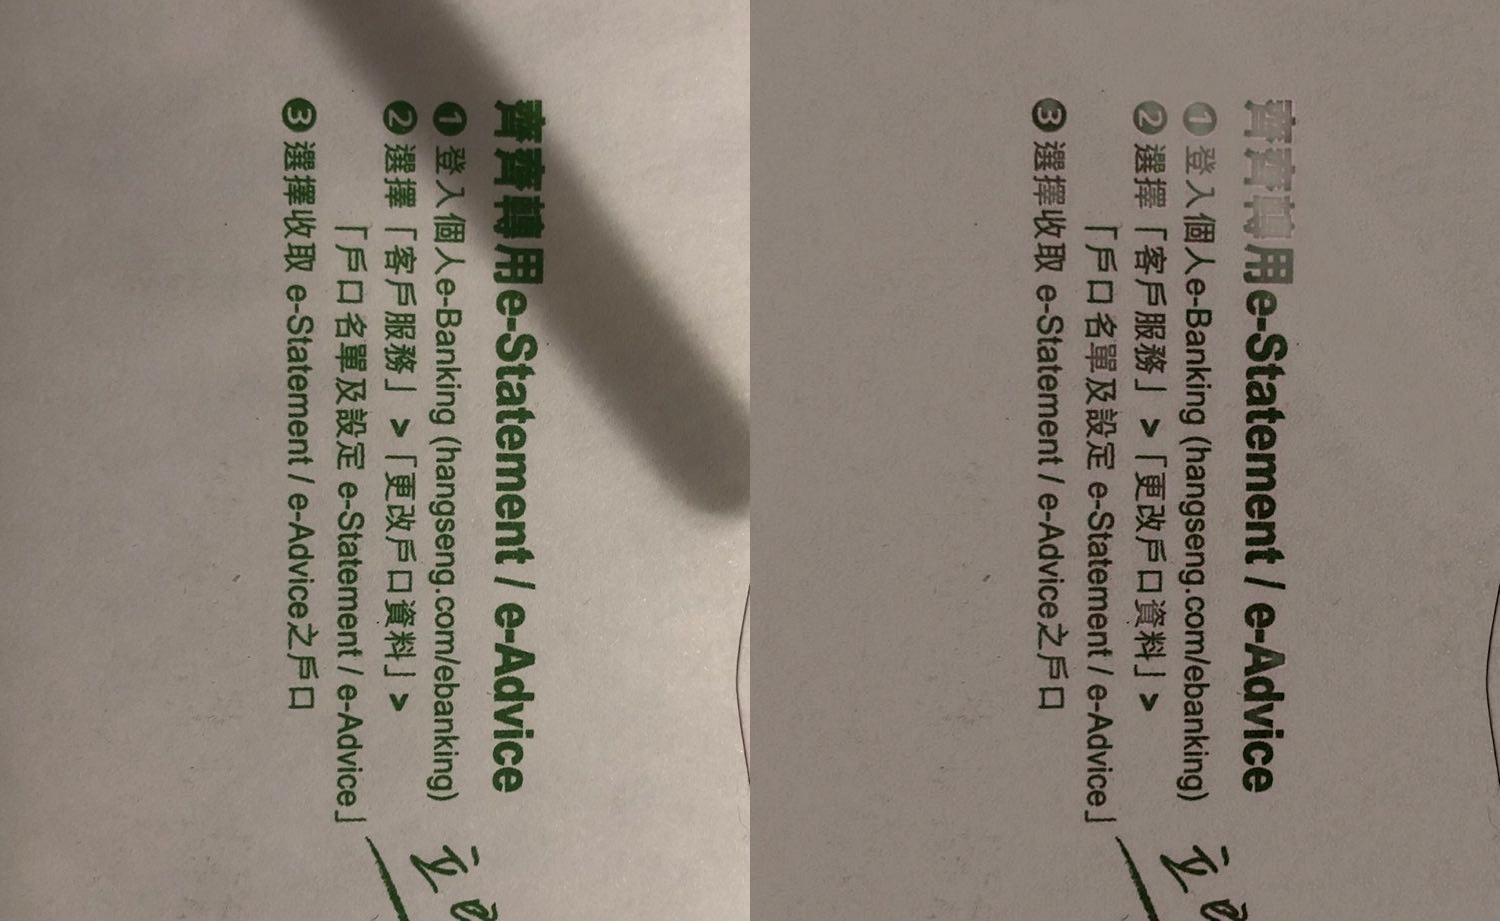 齊齊轉用e-Statement / e-Advice
❶ 登入個人e-Banking (hangseng.com/ebanking)
❷ 選擇「客戶服務」>「更改戶口資料」>
「戶口名單及設定 e-Statement / e-Advice」
❸ 選擇收取 e-Statement / e-Advice之戶口
立
齊齊轉用e-Statement / e-Advice
❶ 登入個人e-Banking (hangseng.com/ebanking)
❷ 選擇「客戶服務」>「更改戶口資料」>
「戶口名單及設定 e-Statement / e-Advice」
❸ 選擇收取 e-Statement / e-Advice之戶口
立